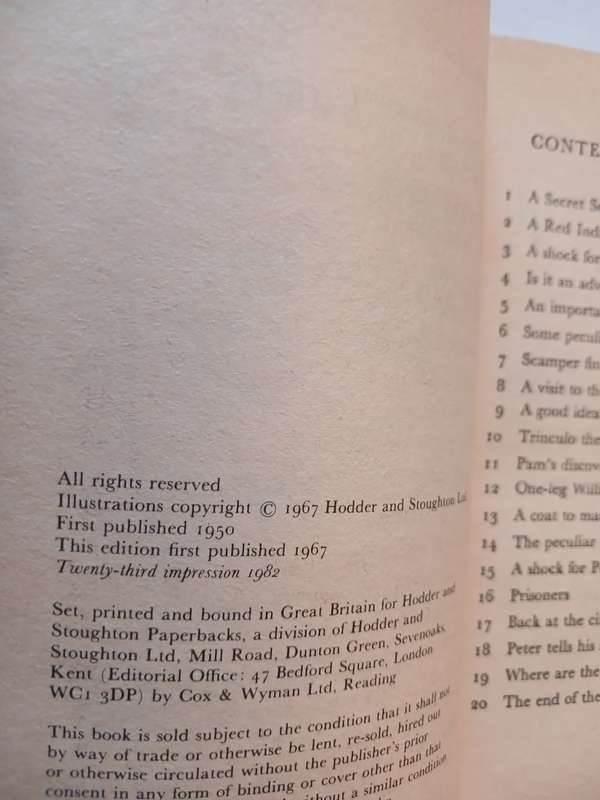 All rights reserved
Illustrations copyright © 1967 Hodder and Stoughton Ltd
First published 1950
This edition first published 1967
Twenty-third impression 1982
Set, printed and bound in Great Britain for Hodder and
Stoughton Paperbacks, a division of Hodder and
Stoughton Ltd, Mill Road, Dunton Green, Sevenoaks,
Kent (Editorial Office: 47 Bedford Square, London
WC1 3DP) by Cox & Wyman Ltd, Reading
This book is sold subject to the condition that it shall not
by way of trade or otherwise be lent, re-sold, hired out
or otherwise circulated without the publisher's prior
consent in any form of binding or cover other than that
without a similar condition
CONTE
1 A Secret Se
2 A Red Indi
3 A shock for
4 Is it an adv
5 An importa
6 Some pecul
7 Scamper fin
8 A visit to th
9 A good idea
10 Trinculo the
11 Pam's discov
12 One-leg Willi
13 A coat to ma
14 The peculiar
15 A shock for P
16 Prisoners
17 Back at the ci
18 Peter tells his
19 Where are the
20 The end of the